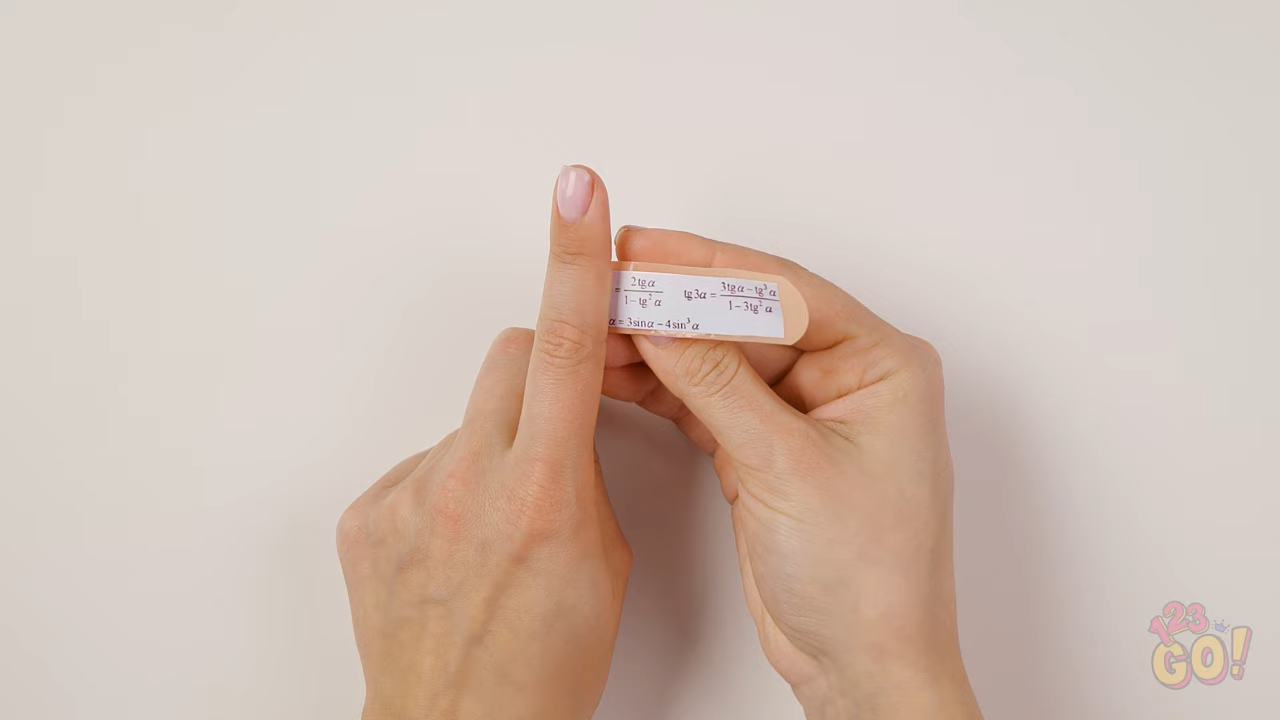 = 2tgα / 1−tg²α   tg3α = 3tgα−tg³α / 1−3tg²α
α = 3sinα − 4sin³α
123
GO!